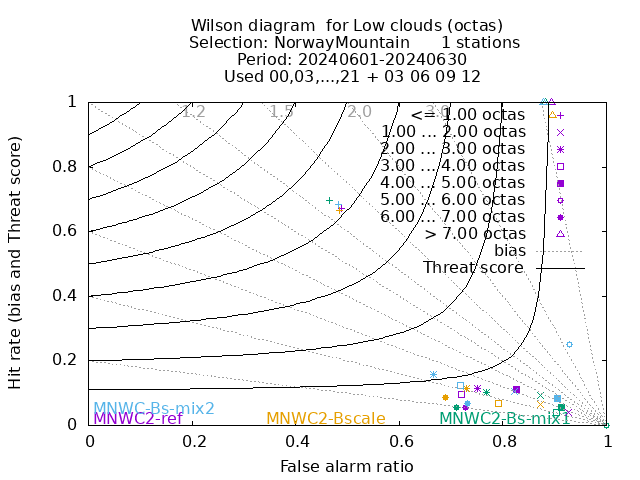 Wilson diagram  for Low clouds (octas)
Selection: NorwayMountain      1 stations
Period: 20240601-20240630
Used 00,03,...,21 + 03 06 09 12
1.2 1.5 2.0 3.0
<= 1.00 octas
1.00 ... 2.00 octas
2.00 ... 3.00 octas
3.00 ... 4.00 octas
4.00 ... 5.00 octas
5.00 ... 6.00 octas
6.00 ... 7.00 octas
> 7.00 octas
bias
Threat score
1
0.8
0.6
0.4
0.2
0
Hit rate (bias and Threat score)
MNWC-Bs-mix2
MNWC2-ref MNWC2-Bscale MNWC2-Bs-mix1
0 0.2 0.4 0.6 0.8 1
False alarm ratio